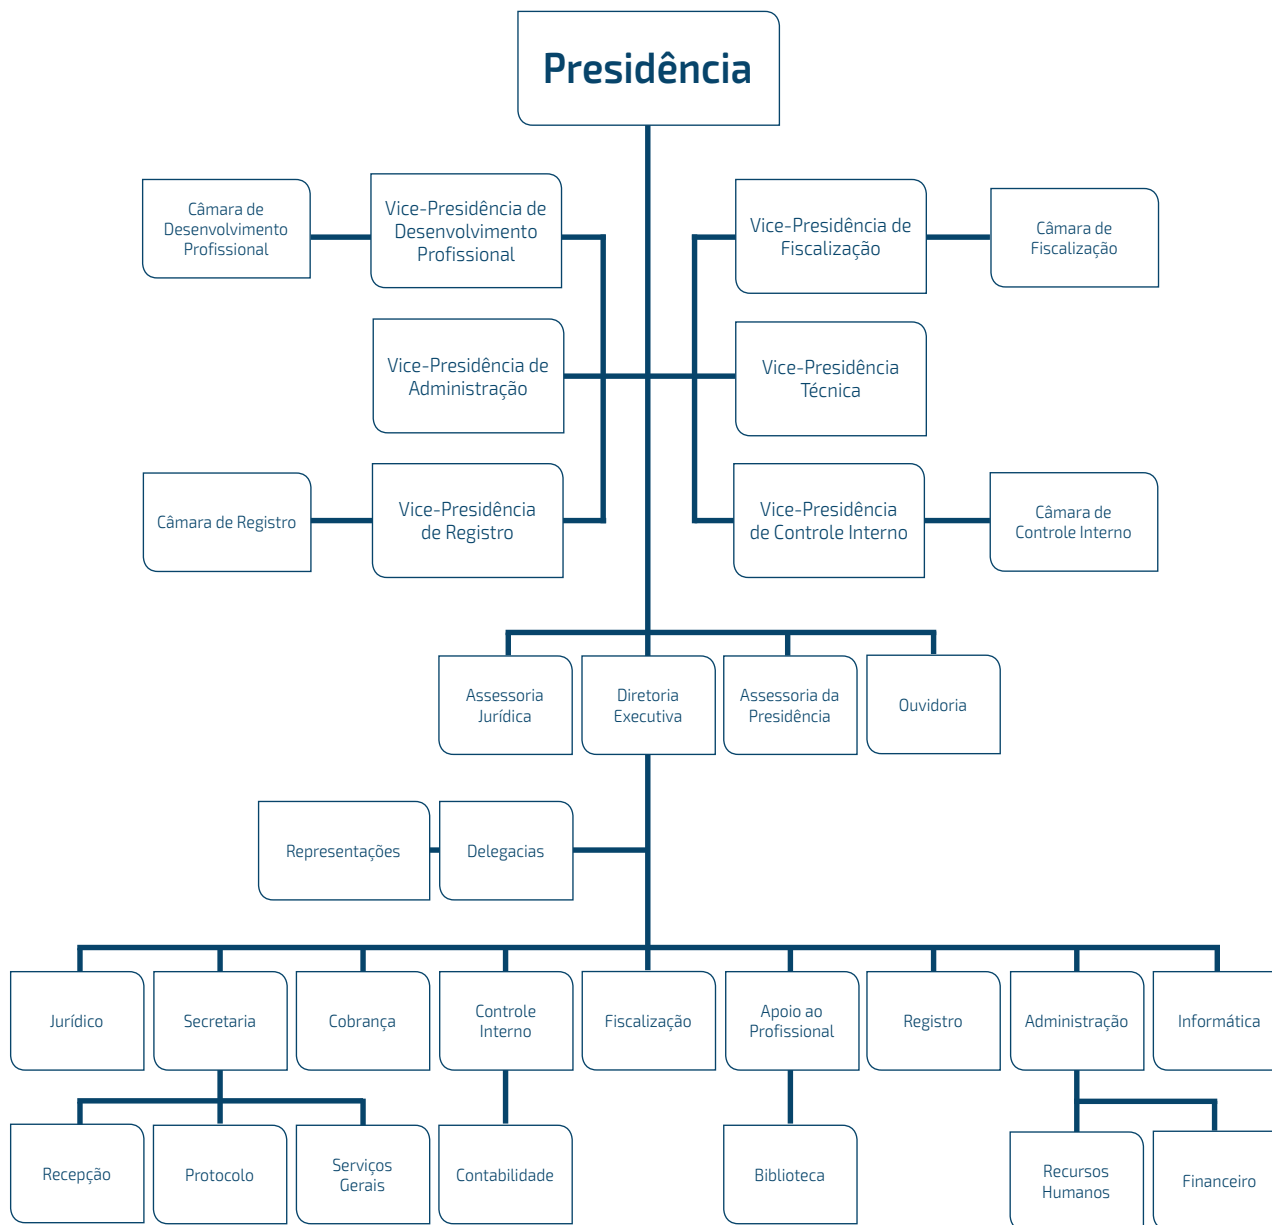 Presidência
Câmara de
Desenvolvimento
Profissional
Vice-Presidência de
Desenvolvimento
Profissional
Vice-Presidência de
Fiscalização
Câmara de
Fiscalização
Vice-Presidência de
Administração
Vice-Presidência
Técnica
Câmara de Registro
Vice-Presidência
de Registro
Vice-Presidência
de Controle Interno
Câmara de
Controle Interno
Assessoria
Jurídica
Diretoria
Executiva
Assessoria da
Presidência
Ouvidoria
Representações
Delegacias
Jurídico
Secretaria
Cobrança
Controle
Interno
Fiscalização
Apoio ao
Profissional
Registro
Administração
Informática
Recepção
Protocolo
Serviços
Gerais
Contabilidade
Biblioteca
Recursos
Humanos
Financeiro